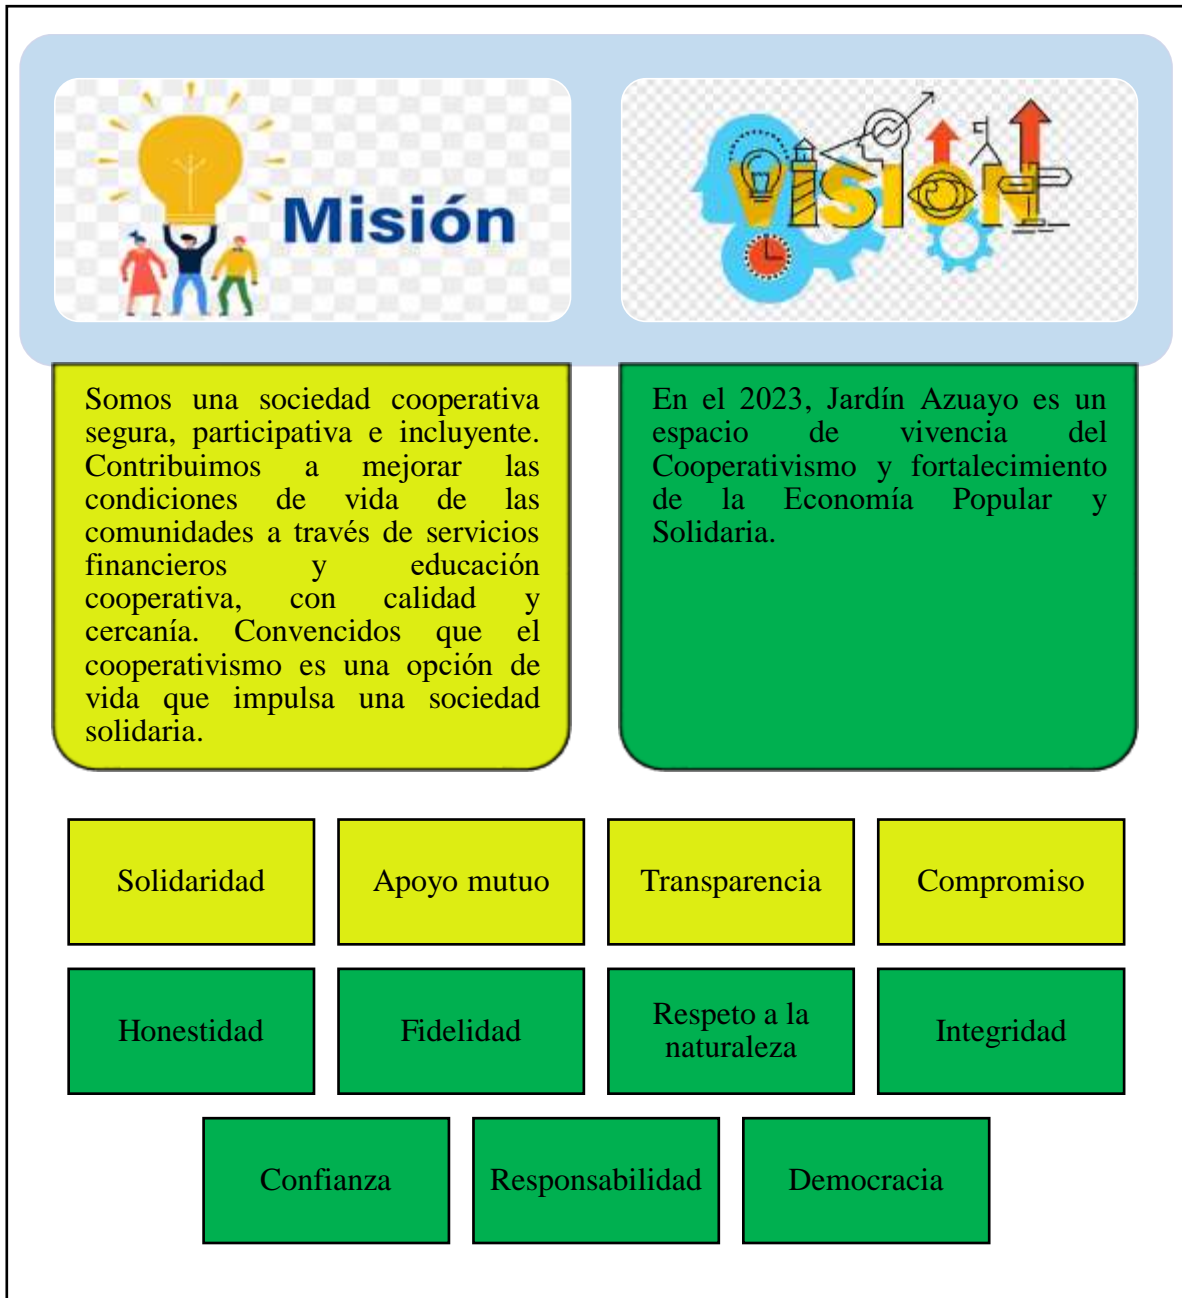 Misión
VISION
Somos una sociedad cooperativa
segura, participativa e incluyente.
Contribuimos a mejorar las
condiciones de vida de las
comunidades a través de servicios
financieros y educación
cooperativa, con calidad y
cercanía. Convencidos que el
cooperativismo es una opción de
vida que impulsa una sociedad
solidaria.
En el 2023, Jardín Azuayo es un
espacio de vivencia del
Cooperativismo y fortalecimiento
de la Economía Popular y
Solidaria.
Solidaridad
Apoyo mutuo
Transparencia
Compromiso
Honestidad
Fidelidad
Respeto a la
naturaleza
Integridad
Confianza
Responsabilidad
Democracia